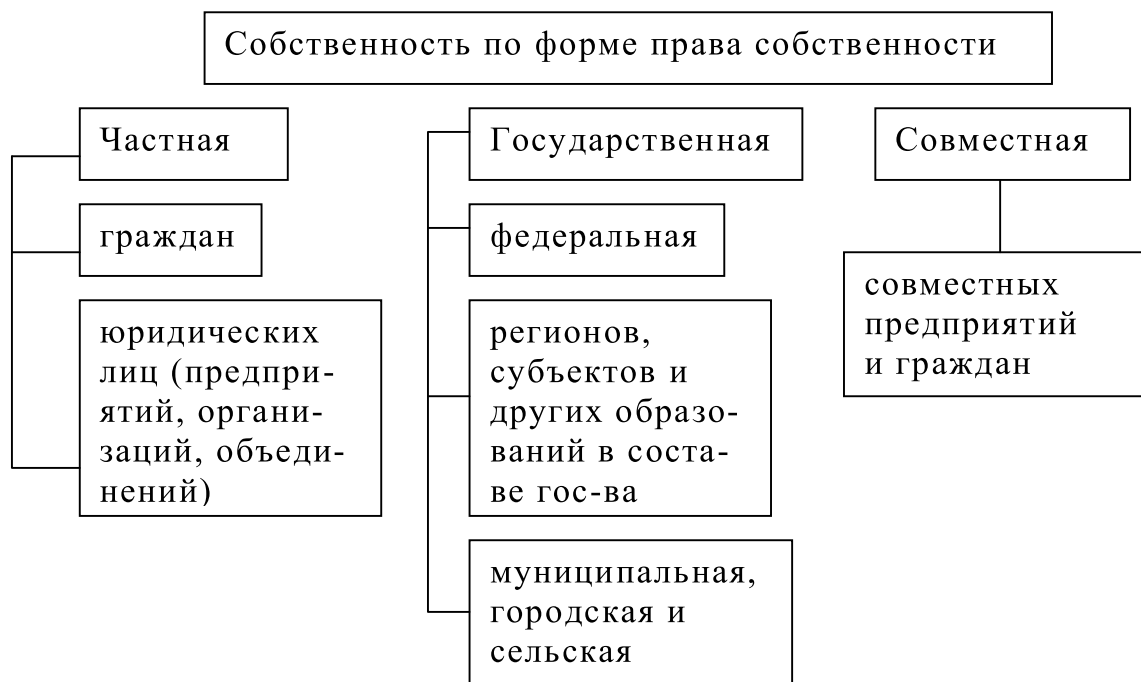 Собственность по форме права собственности
Частная
граждан
юридических
лиц (предпри-
ятий, органи-
заций, объеди-
нений)
Государственная
федеральная
регионов,
субъектов и
других образо-
ваний в соста-
ве гос-ва
муниципальная,
городская и
сельская
Совместная
совместных
предприятий
и граждан